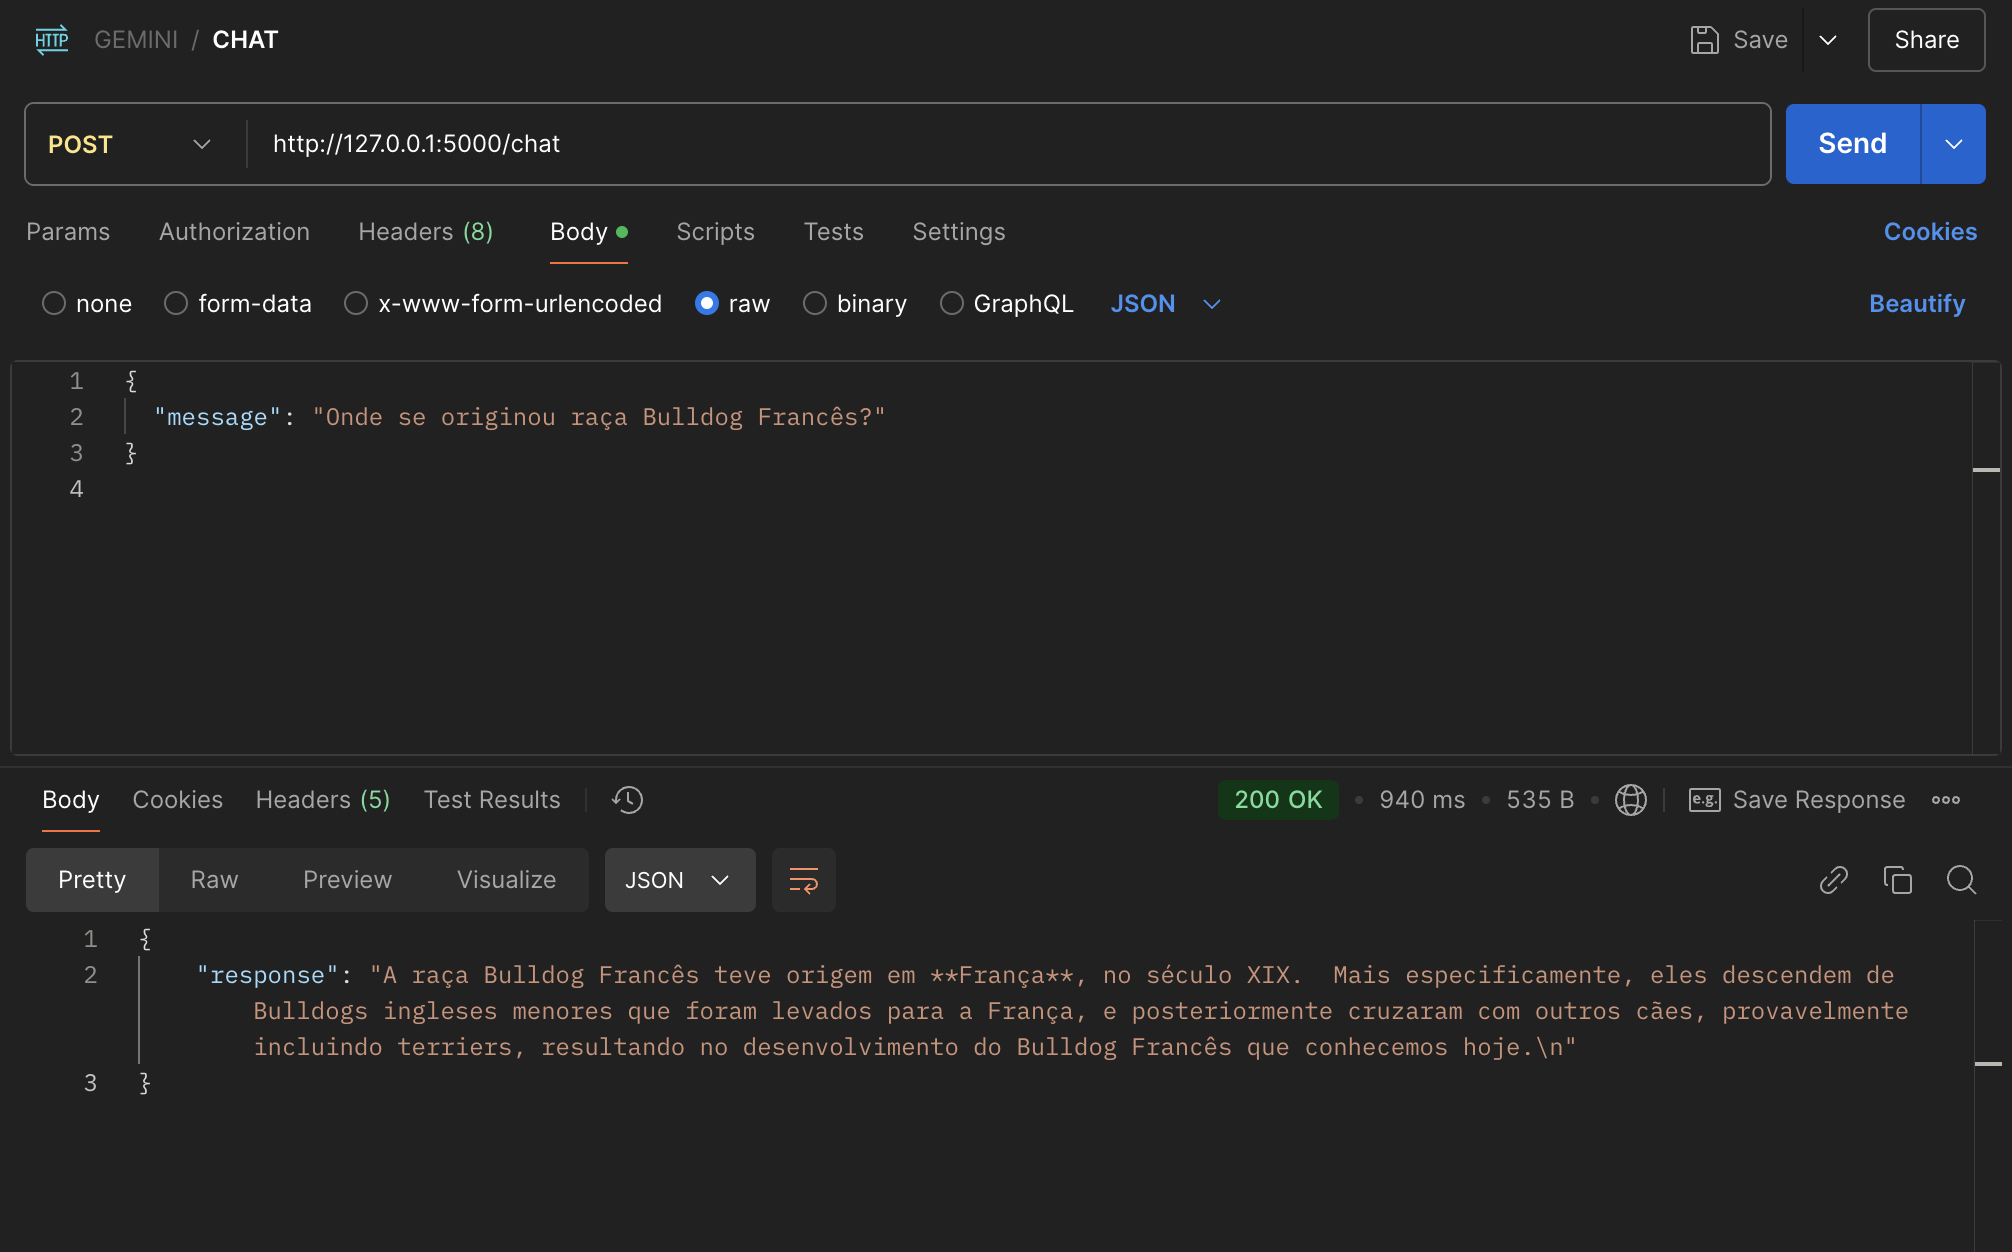 HTTP GEMINI / CHAT Save Share
POST http://127.0.0.1:5000/chat Send
Params Authorization Headers (8) Body Scripts Tests Settings Cookies
none form-data x-www-form-urlencoded raw binary GraphQL JSON Beautify
1 {
2 "message": "Onde se originou raça Bulldog Francês?"
3 }
4
Body Cookies Headers (5) Test Results 200 OK • 940 ms • 535 B • e.g. Save Response
Pretty Raw Preview Visualize JSON
1 {
2 "response": "A raça Bulldog Francês teve origem em **França**, no século XIX.  Mais especificamente, eles descendem de
Bulldogs ingleses menores que foram levados para a França, e posteriormente cruzaram com outros cães, provavelmente
incluindo terriers, resultando no desenvolvimento do Bulldog Francês que conhecemos hoje.\n"
3 }